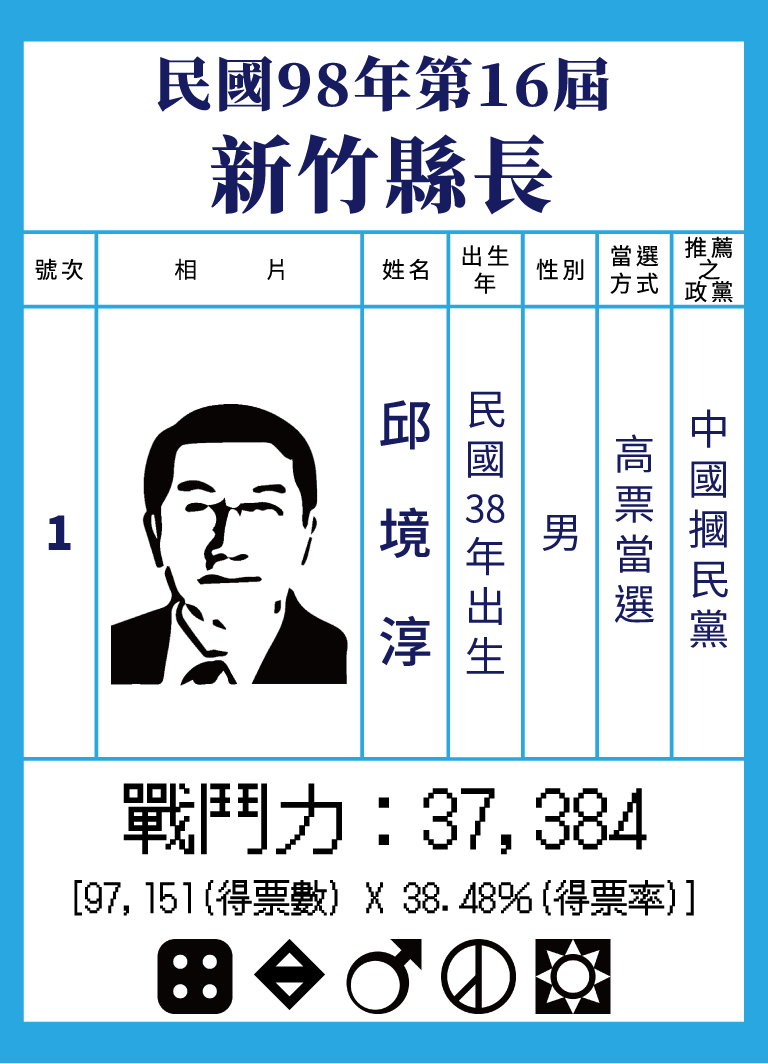 民國98年第16屆
新竹縣長
號次
相片
姓名
出生年
性別
當選方式
推薦之政黨
1
邱境淳
民國38年出生
男
高票當選
中國摑民黨
戰鬥力：37,384
[97,151(得票數) X 38.48%(得票率)]